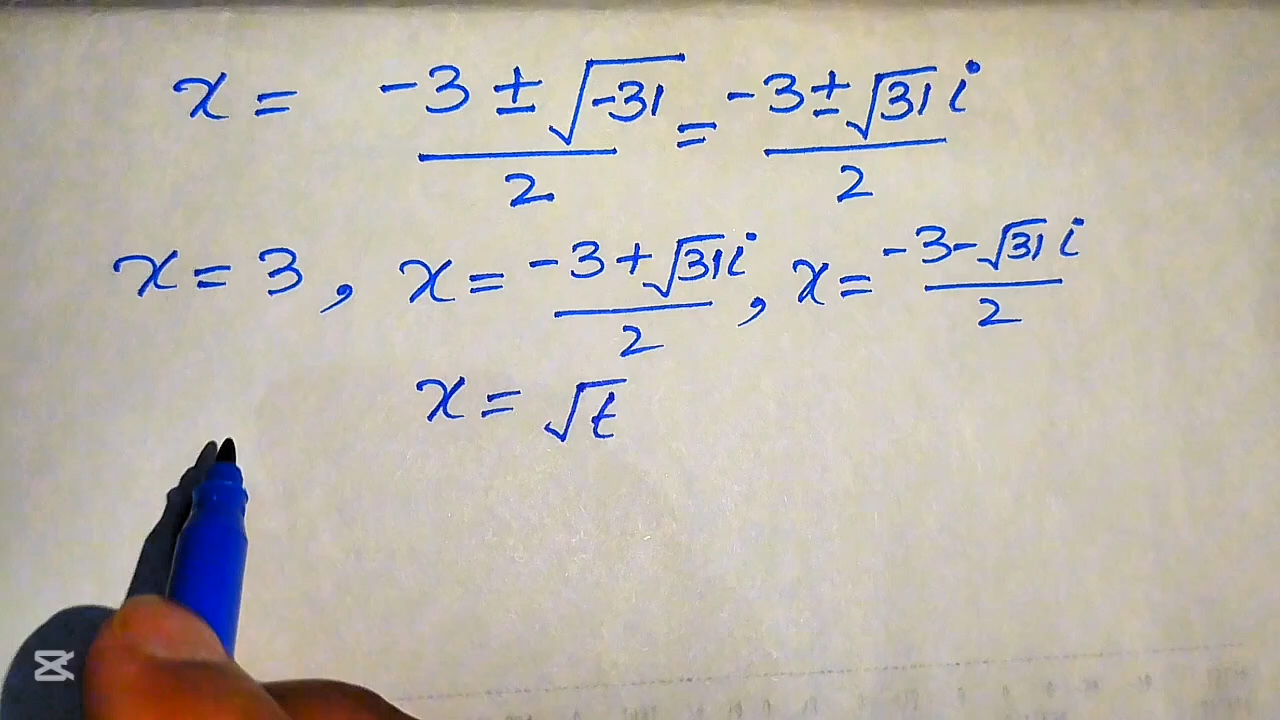 x = (-3 ± √-31)/2 = (-3 ± √31 i)/2
x = 3 , x = (-3 + √31 i)/2 , x = (-3 - √31 i)/2
x = √t